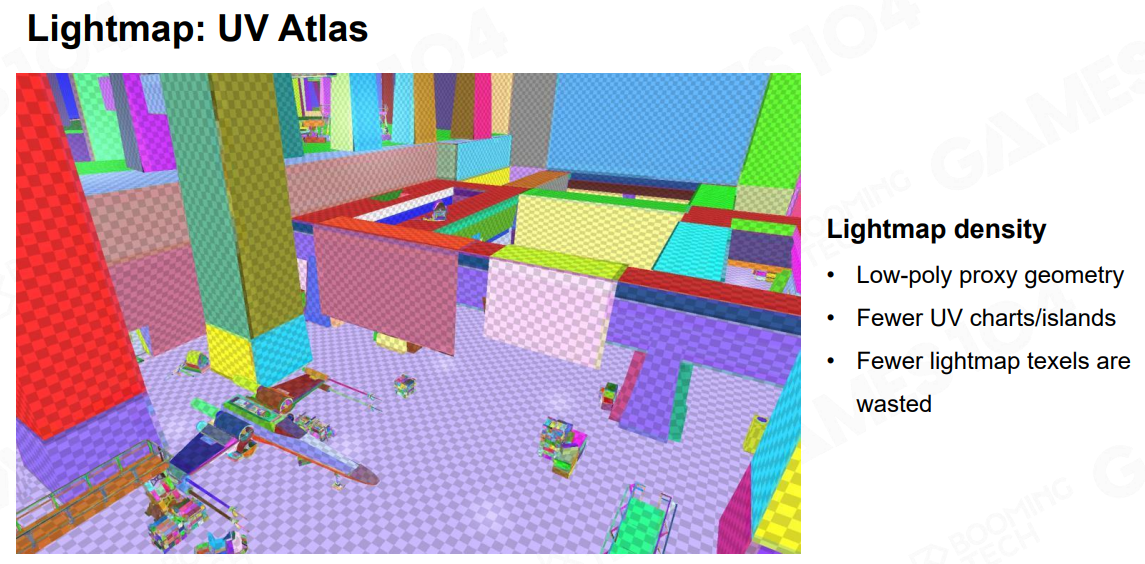 Lightmap: UV Atlas
Lightmap density
• Low-poly proxy geometry
• Fewer UV charts/islands
• Fewer lightmap texels are
wasted
GAMES104
BOOMING
TECH